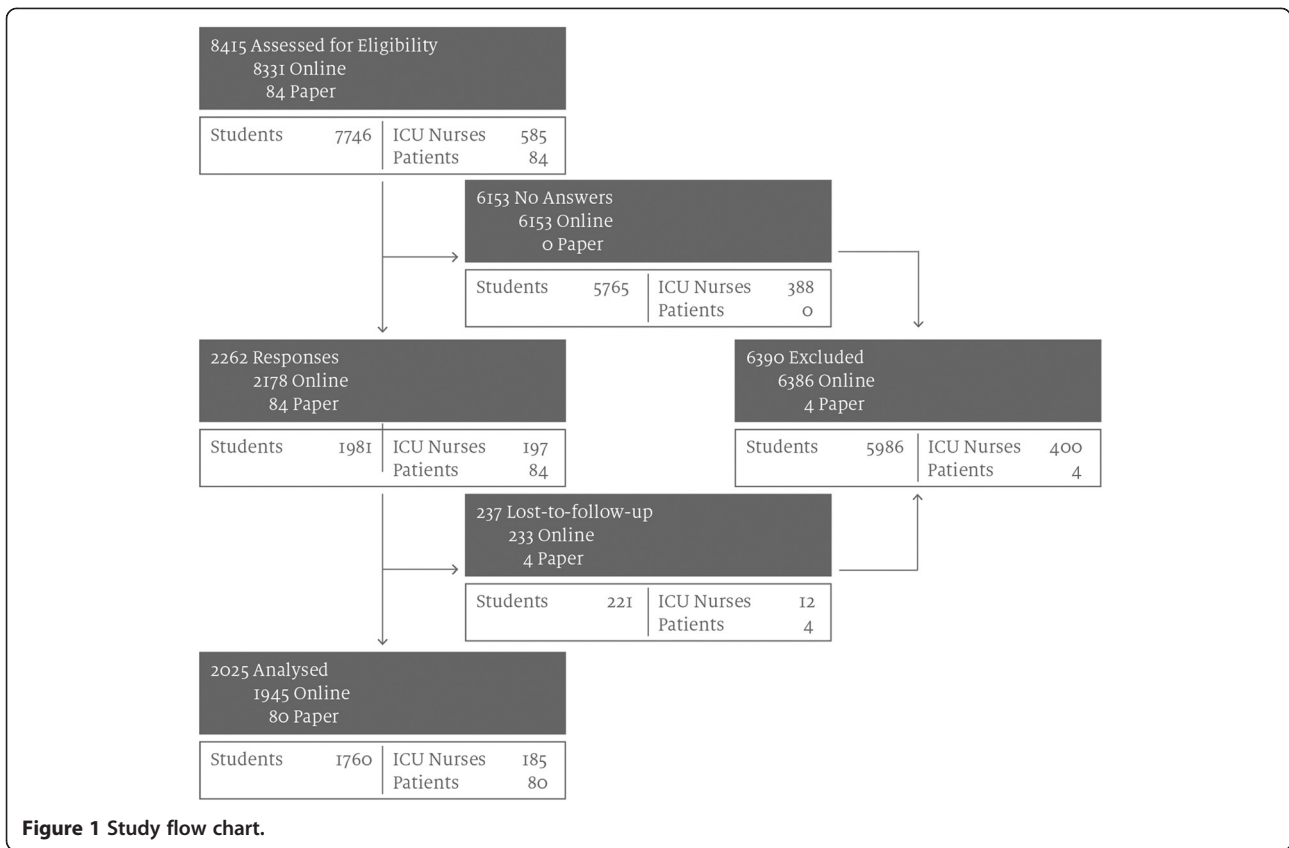 8415 Assessed for Eligibility
8331 Online
84 Paper
Students 7746 ICU Nurses 585
Patients 84
6153 No Answers
6153 Online
0 Paper
Students 5765 ICU Nurses 388
Patients 0
2262 Responses
2178 Online
84 Paper
Students 1981 ICU Nurses 197
Patients 84
6390 Excluded
6386 Online
4 Paper
Students 5986 ICU Nurses 400
Patients 4
237 Lost-to-follow-up
233 Online
4 Paper
Students 221 ICU Nurses 12
Patients 4
2025 Analysed
1945 Online
80 Paper
Students 1760 ICU Nurses 185
Patients 80
Figure 1 Study flow chart.